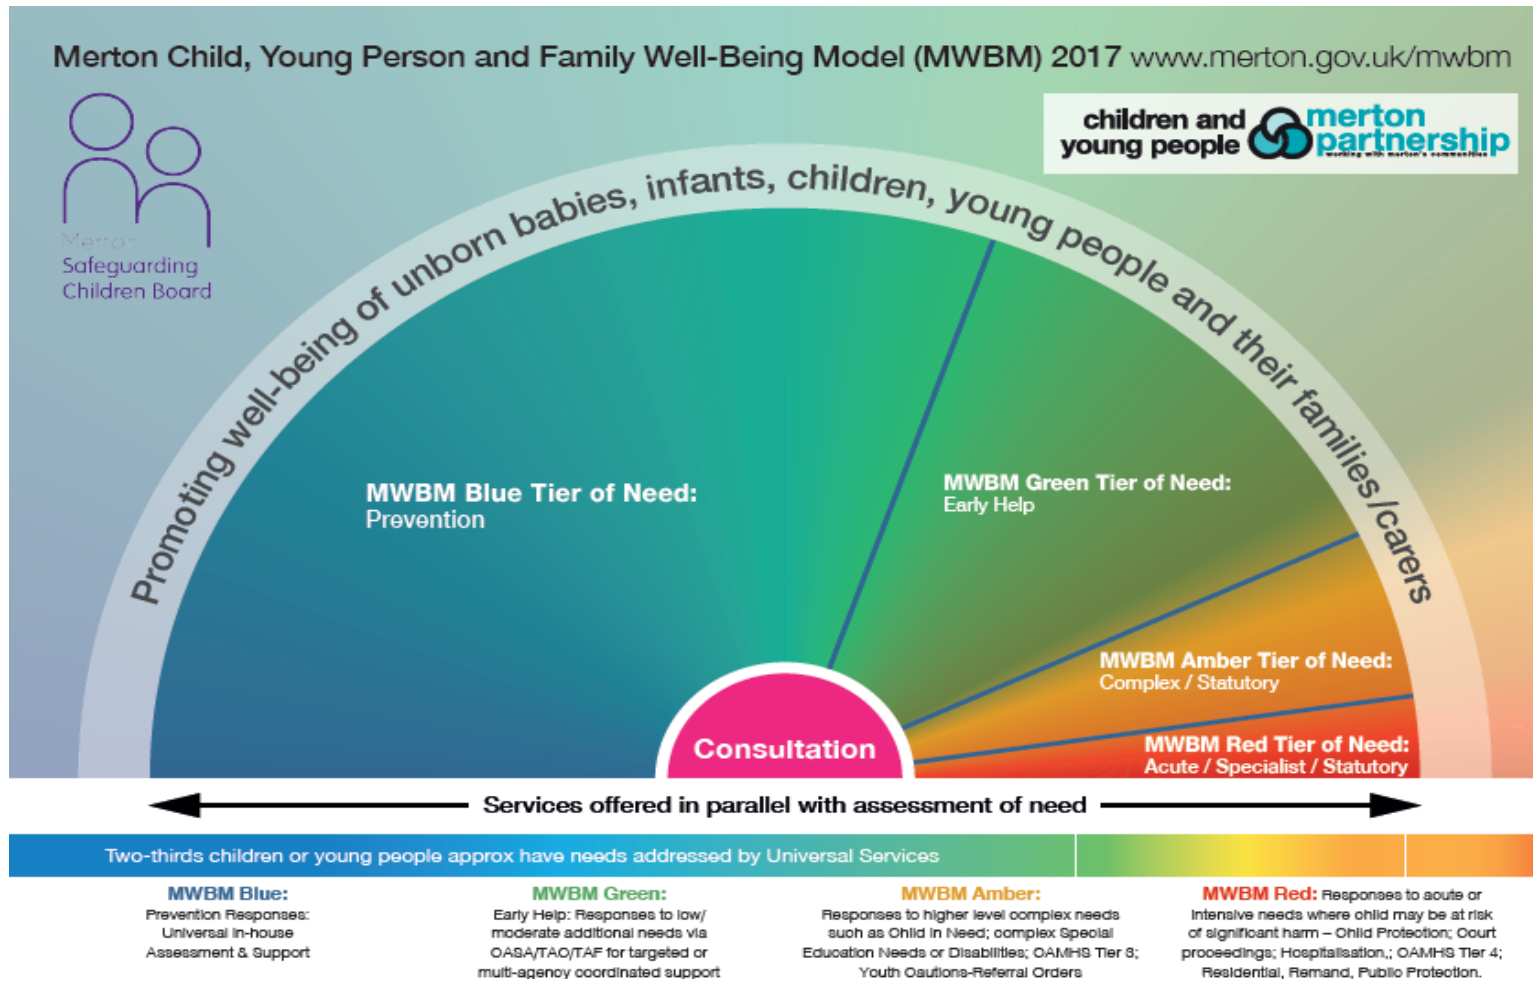 Merton Child, Young Person and Family Well-Being Model (MWBM) 2017 www.merton.gov.uk/mwbm
Merton
Safeguarding
Children Board
children and
young people
merton
partnership
working with merton's communities
Promoting well-being of unborn babies, infants, children, young people and their families/carers
MWBM Blue Tier of Need:
Prevention
MWBM Green Tier of Need:
Early Help
MWBM Amber Tier of Need:
Complex / Statutory
MWBM Red Tier of Need:
Acute / Specialist / Statutory
Consultation
Services offered in parallel with assessment of need
Two-thirds children or young people approx have needs addressed by Universal Services
MWBM Blue:
Prevention Responses:
Universal in-house
Assessment & Support
MWBM Green:
Early Help: Responses to low/
moderate additional needs via
CASA/TAC/TAF for targeted or
multi-agency coordinated support
MWBM Amber:
Responses to higher level complex needs
such as Child in Need; complex Special
Education Needs or Disabilities; CAMHS Tier 3;
Youth Cautions-Referral Orders
MWBM Red: Responses to acute or
intensive needs where child may be at risk
of significant harm – Child Protection; Court
proceedings; Hospitalisation,; CAMHS Tier 4;
Residential, Remand, Public Protection.